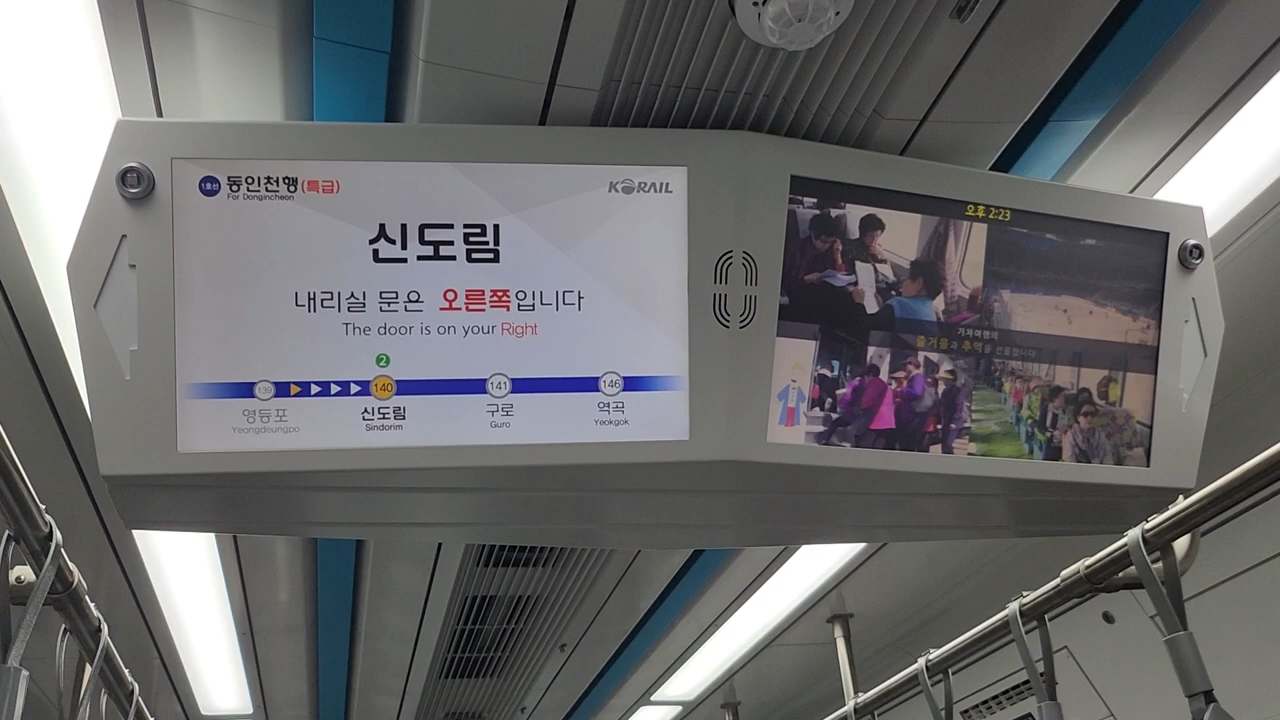 1호선 동인천행(특급)
For Dongincheon
KORAIL
신도림
내리실 문은 오른쪽입니다
The door is on your Right
2
139 140 141 146
영등포 신도림 구로 역곡
Yeongdeungpo Sindorim Guro Yeokgok
오후 2:23
기차여행의
즐거움과 추억을 선물합니다